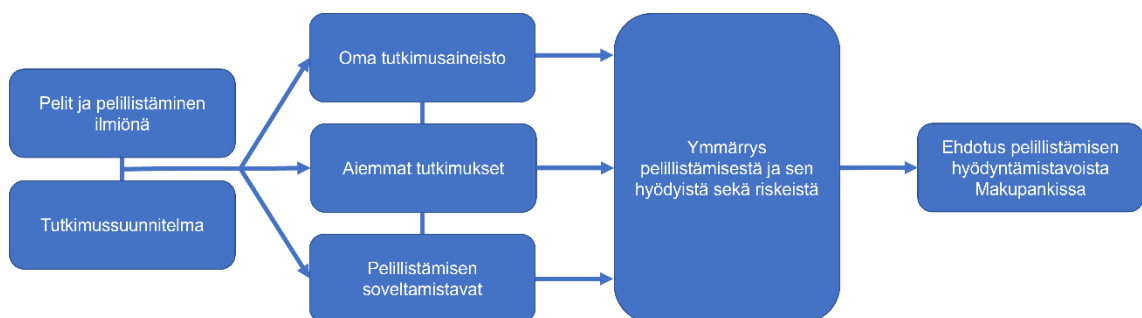 Pelit ja pelillistäminen
ilmiönä
Tutkimussuunnitelma
Oma tutkimusaineisto
Aiemmat tutkimukset
Pelillistämisen
soveltamistavat
Ymmärrys
pelillistämisestä ja sen
hyödyistä sekä riskeistä
Ehdotus pelillistämisen
hyödyntämistavoista
Makupankissa